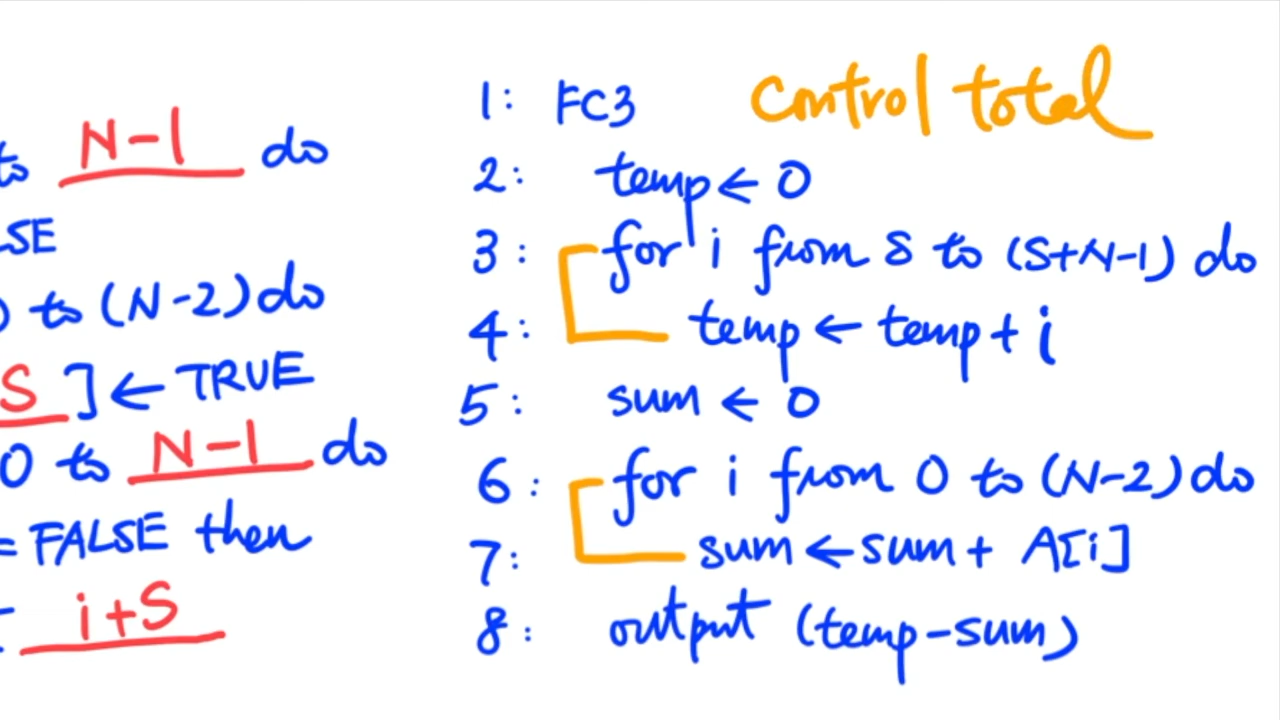 to N-1 do
LSE
0 to (N-2) do
S ] ← TRUE
0 to N-1 do
= FALSE then
i+S
Control total
1: FC3
2: temp ← 0
3: for i from S to (S+N-1) do
4: temp ← temp + i
5: sum ← 0
6: for i from 0 to (N-2) do
7: sum ← sum + A[i]
8: output (temp-sum)